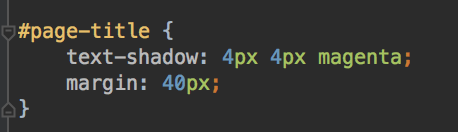 #page-title {
    text-shadow: 4px 4px magenta;
    margin: 40px;
}